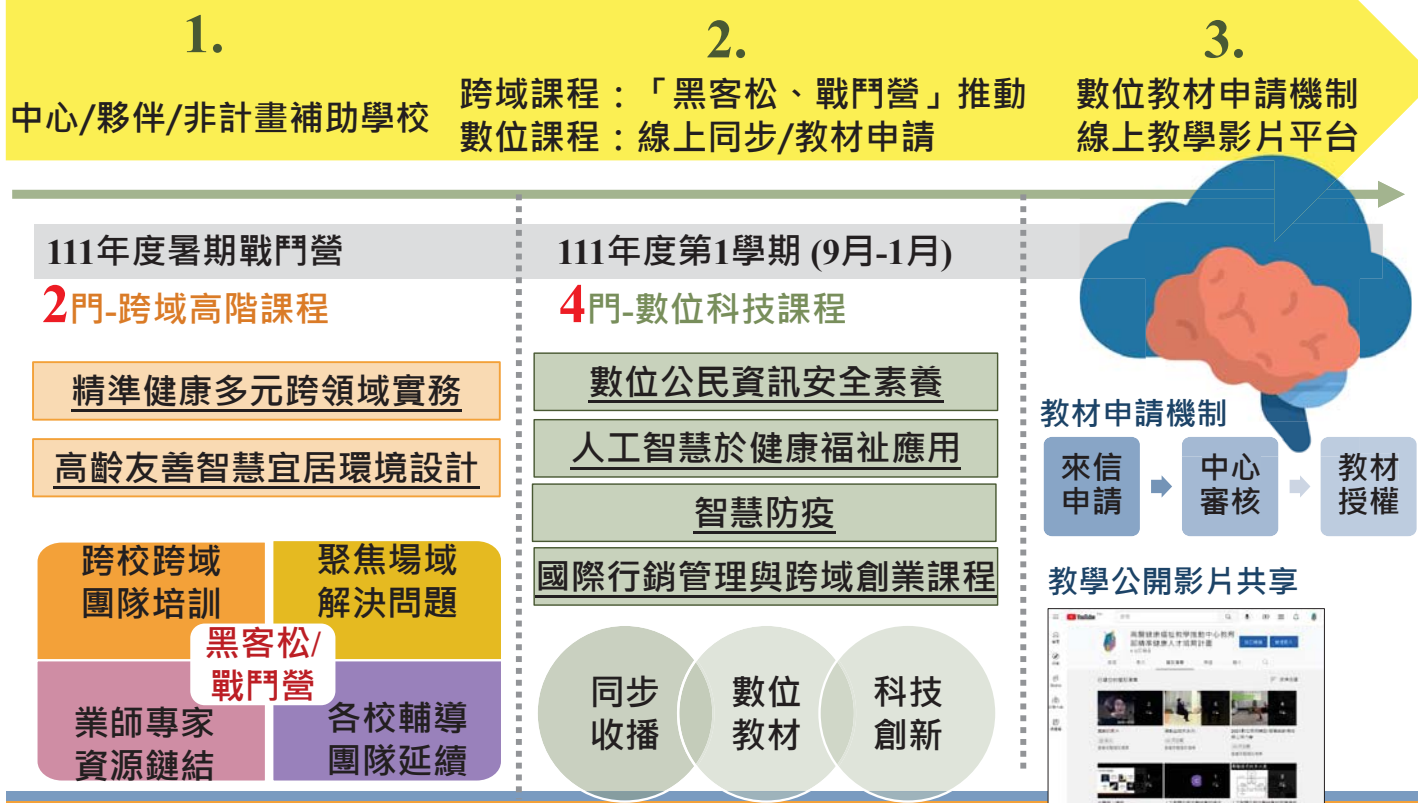 1.
中心/夥伴/非計畫補助學校
2.
跨域課程：「黑客松、戰鬥營」推動
數位課程：線上同步/教材申請
3.
數位教材申請機制
線上教學影片平台
111年度暑期戰鬥營
2門-跨域高階課程
精準健康多元跨領域實務
高齡友善智慧宜居環境設計
跨校跨域
團隊培訓
聚焦場域
解決問題
黑客松/
戰鬥營
業師專家
資源鏈結
各校輔導
團隊延續
111年度第1學期 (9月-1月)
4門-數位科技課程
數位公民資訊安全素養
人工智慧於健康福祉應用
智慧防疫
國際行銷管理與跨域創業課程
同步
收播
數位
教材
科技
創新
教材申請機制
來信
申請
中心
審核
教材
授權
教學公開影片共享
YouTube